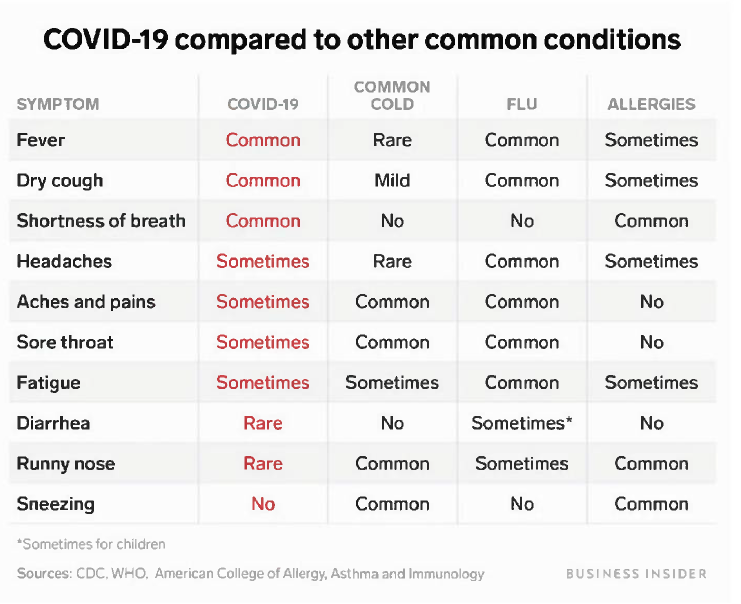 COVID-19 compared to other common conditions
SYMPTOM COVID-19 COMMON COLD FLU ALLERGIES
Fever Common Rare Common Sometimes
Dry cough Common Mild Common Sometimes
Shortness of breath Common No No Common
Headaches Sometimes Rare Common Sometimes
Aches and pains Sometimes Common Common No
Sore throat Sometimes Common Common No
Fatigue Sometimes Sometimes Common Sometimes
Diarrhea Rare No Sometimes* No
Runny nose Rare Common Sometimes Common
Sneezing No Common No Common
*Sometimes for children
Sources: CDC, WHO, American College of Allergy, Asthma and Immunology BUSINESS INSIDER